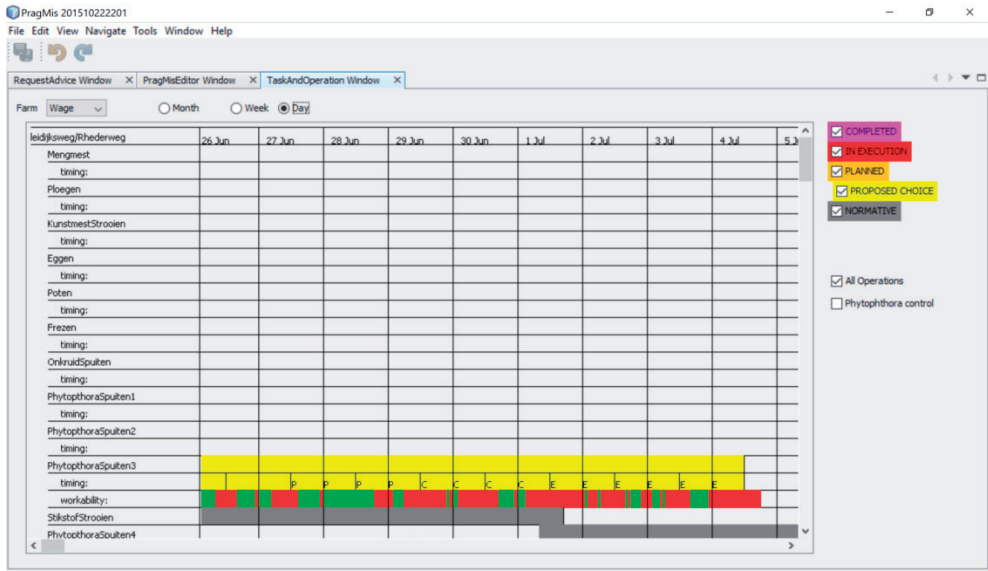 PragMis 201510222201
File Edit View Navigate Tools Window Help
RequestAdvice Window PragMisEditor Window TaskAndOperation Window
Farm Wage Month Week Day
leidijksweg/Rhederweg 26 Jun 27 Jun 28 Jun 29 Jun 30 Jun 1 Jul 2 Jul 3 Jul 4 Jul
Mengmest
timing:
Ploegen
timing:
KunstmestStrooien
timing:
Eggen
timing:
Poten
timing:
Frezen
timing:
OnkruidSpuiten
timing:
PhytopthoraSpuiten1
timing:
PhytopthoraSpuiten2
timing:
PhytopthoraSpuiten3
timing: P P P P C C C C E E E E E E
workability:
StikstofStrooien
PhytopthoraSpuiten4
COMPLETED
IN EXECUTION
PLANNED
PROPOSED CHOICE
NORMATIVE
All Operations
Phytophthora control